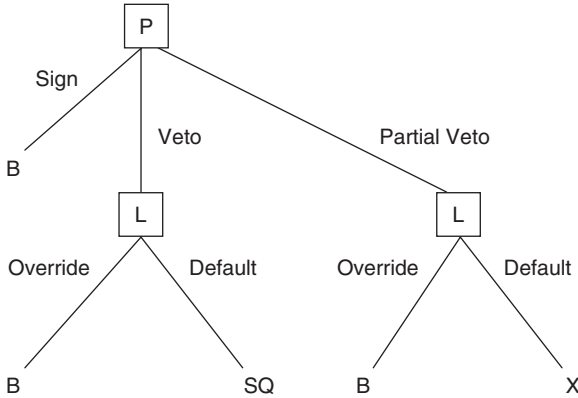 P
Sign
Veto
Partial Veto
B
L
L
Override
Default
Override
Default
B
SQ
B
X